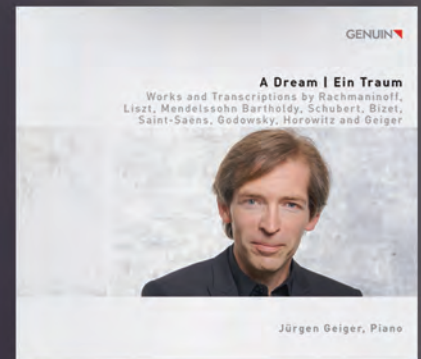 GENUIN
A Dream | Ein Traum
Works and Transcriptions by Rachmaninoff,
Liszt, Mendelssohn Bartholdy, Schubert, Bizet,
Saint-Saëns, Godowsky, Horowitz and Geiger
Jürgen Geiger, Piano